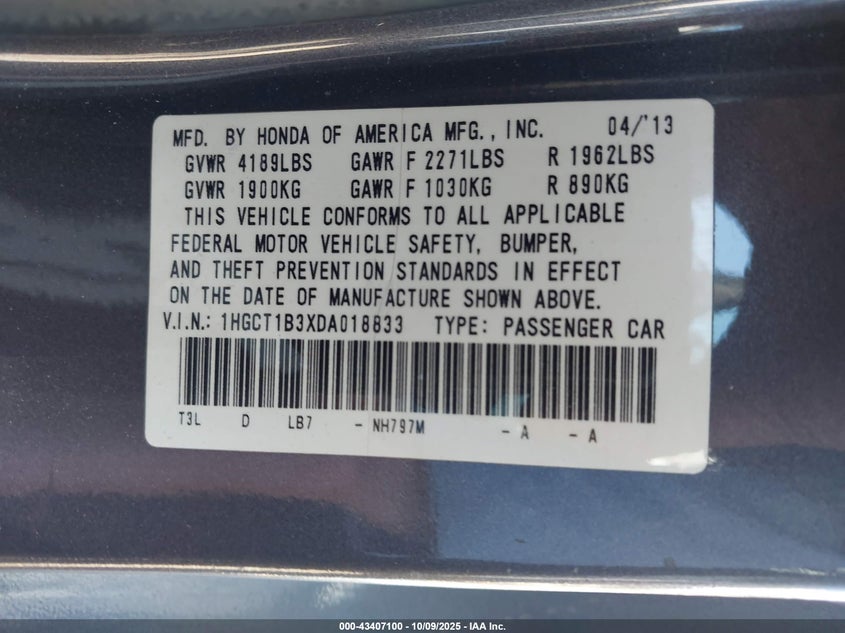 MFD. BY HONDA OF AMERICA MFG., INC. 04/'13
GVWR 4189LBS GAWR F 2271LBS R 1962LBS
GVWR 1900KG GAWR F 1030KG R 890KG
THIS VEHICLE CONFORMS TO ALL APPLICABLE
FEDERAL MOTOR VEHICLE SAFETY, BUMPER,
AND THEFT PREVENTION STANDARDS IN EFFECT
ON THE DATE OF MANUFACTURE SHOWN ABOVE.
V.I.N.: 1HGCT1B3XDA018833 TYPE: PASSENGER CAR
T3L D LB7 - NH797M - A - A
000-43407100 - 10/09/2025 - IAA Inc.